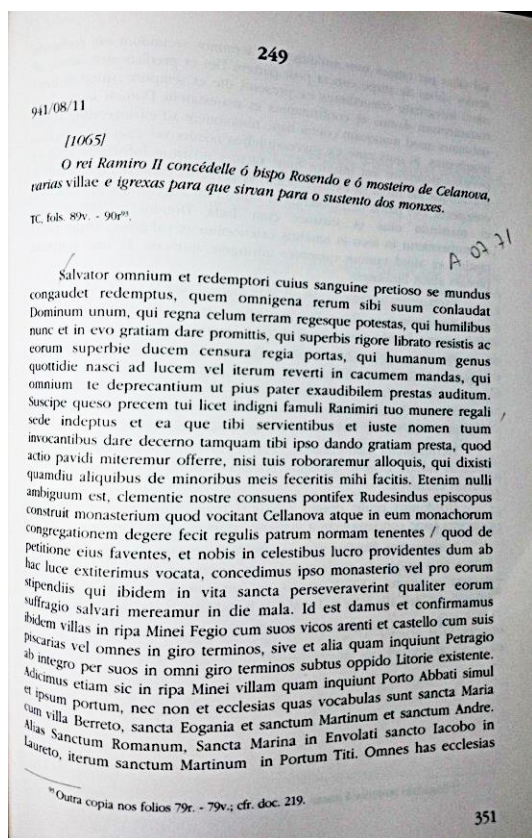 249
941/08/11
[1065]
O rei Ramiro II concédelle ó bispo Rosendo e ó mosteiro de Celanova,
varias villae e igrexas para que sirvan para o sustento dos monxes.
TC, fols. 89v. - 90r⁹³.
A 07 71
Salvator omnium et redemptori cuius sanguine pretioso se mundus
congaudet redemptus, quem omnigena rerum sibi suum conlaudat
Dominum unum, qui regna celum terram regesque potestas, qui humilibus
nunc et in evo gratiam dare promittis, qui superbis rigore librato resistis ac
eorum superbie ducem censura regia portas, qui humanum genus
quottidie nasci ad lucem vel iterum reverti in cacumem mandas, qui
omnium te deprecantium ut pius pater exaudibilem prestas auditum.
Suscipe queso precem tui licet indigni famuli Ranimiri tuo munere regali
sede indeptus et ea que tibi servientibus et iuste nomen tuum
invocantibus dare decerno tamquam tibi ipso dando gratiam presta, quod
actio pavidi miteremur offerre, nisi tuis roboraremur alloquis, qui dixisti
quamdiu aliquibus de minoribus meis feceritis mihi facitis. Etenim nulli
ambiguum est, clementie nostre consuens pontifex Rudesindus episcopus
construit monasterium quod vocitant Cellanova atque in eum monachorum
congregationem degere fecit regulis patrum normam tenentes / quod de
petitione eius faventes, et nobis in celestibus lucro providentes dum ab
hac luce extiterimus vocata, concedimus ipso monasterio vel pro eorum
stipendiis qui ibidem in vita sancta perseveraverint qualiter eorum
suffragio salvari mereamur in die mala. Id est damus et confirmamus
ibidem villas in ripa Minei Fegio cum suos vicos arenti et castello cum suis
piscarias vel omnes in giro terminos, sive et alia quam inquiunt Petragio
ab integro per suos in omni giro terminos subtus oppido Litorie existente.
Adicimus etiam sic in ripa Minei villam quam inquiunt Porto Abbati simul
et ipsum portum, nec non et ecclesias quas vocabulas sunt sancta Maria
cum villa Berreto, sancta Eogania et sanctum Martinum et sanctum Andre.
Alias Sanctum Romanum, Sancta Marina in Envolati sancto Iacobo in
Laureto, iterum sanctum Martinum in Portum Titi. Omnes has ecclesias
⁹³ Outra copia nos folios 79r. - 79v.; cfr. doc. 219.
351